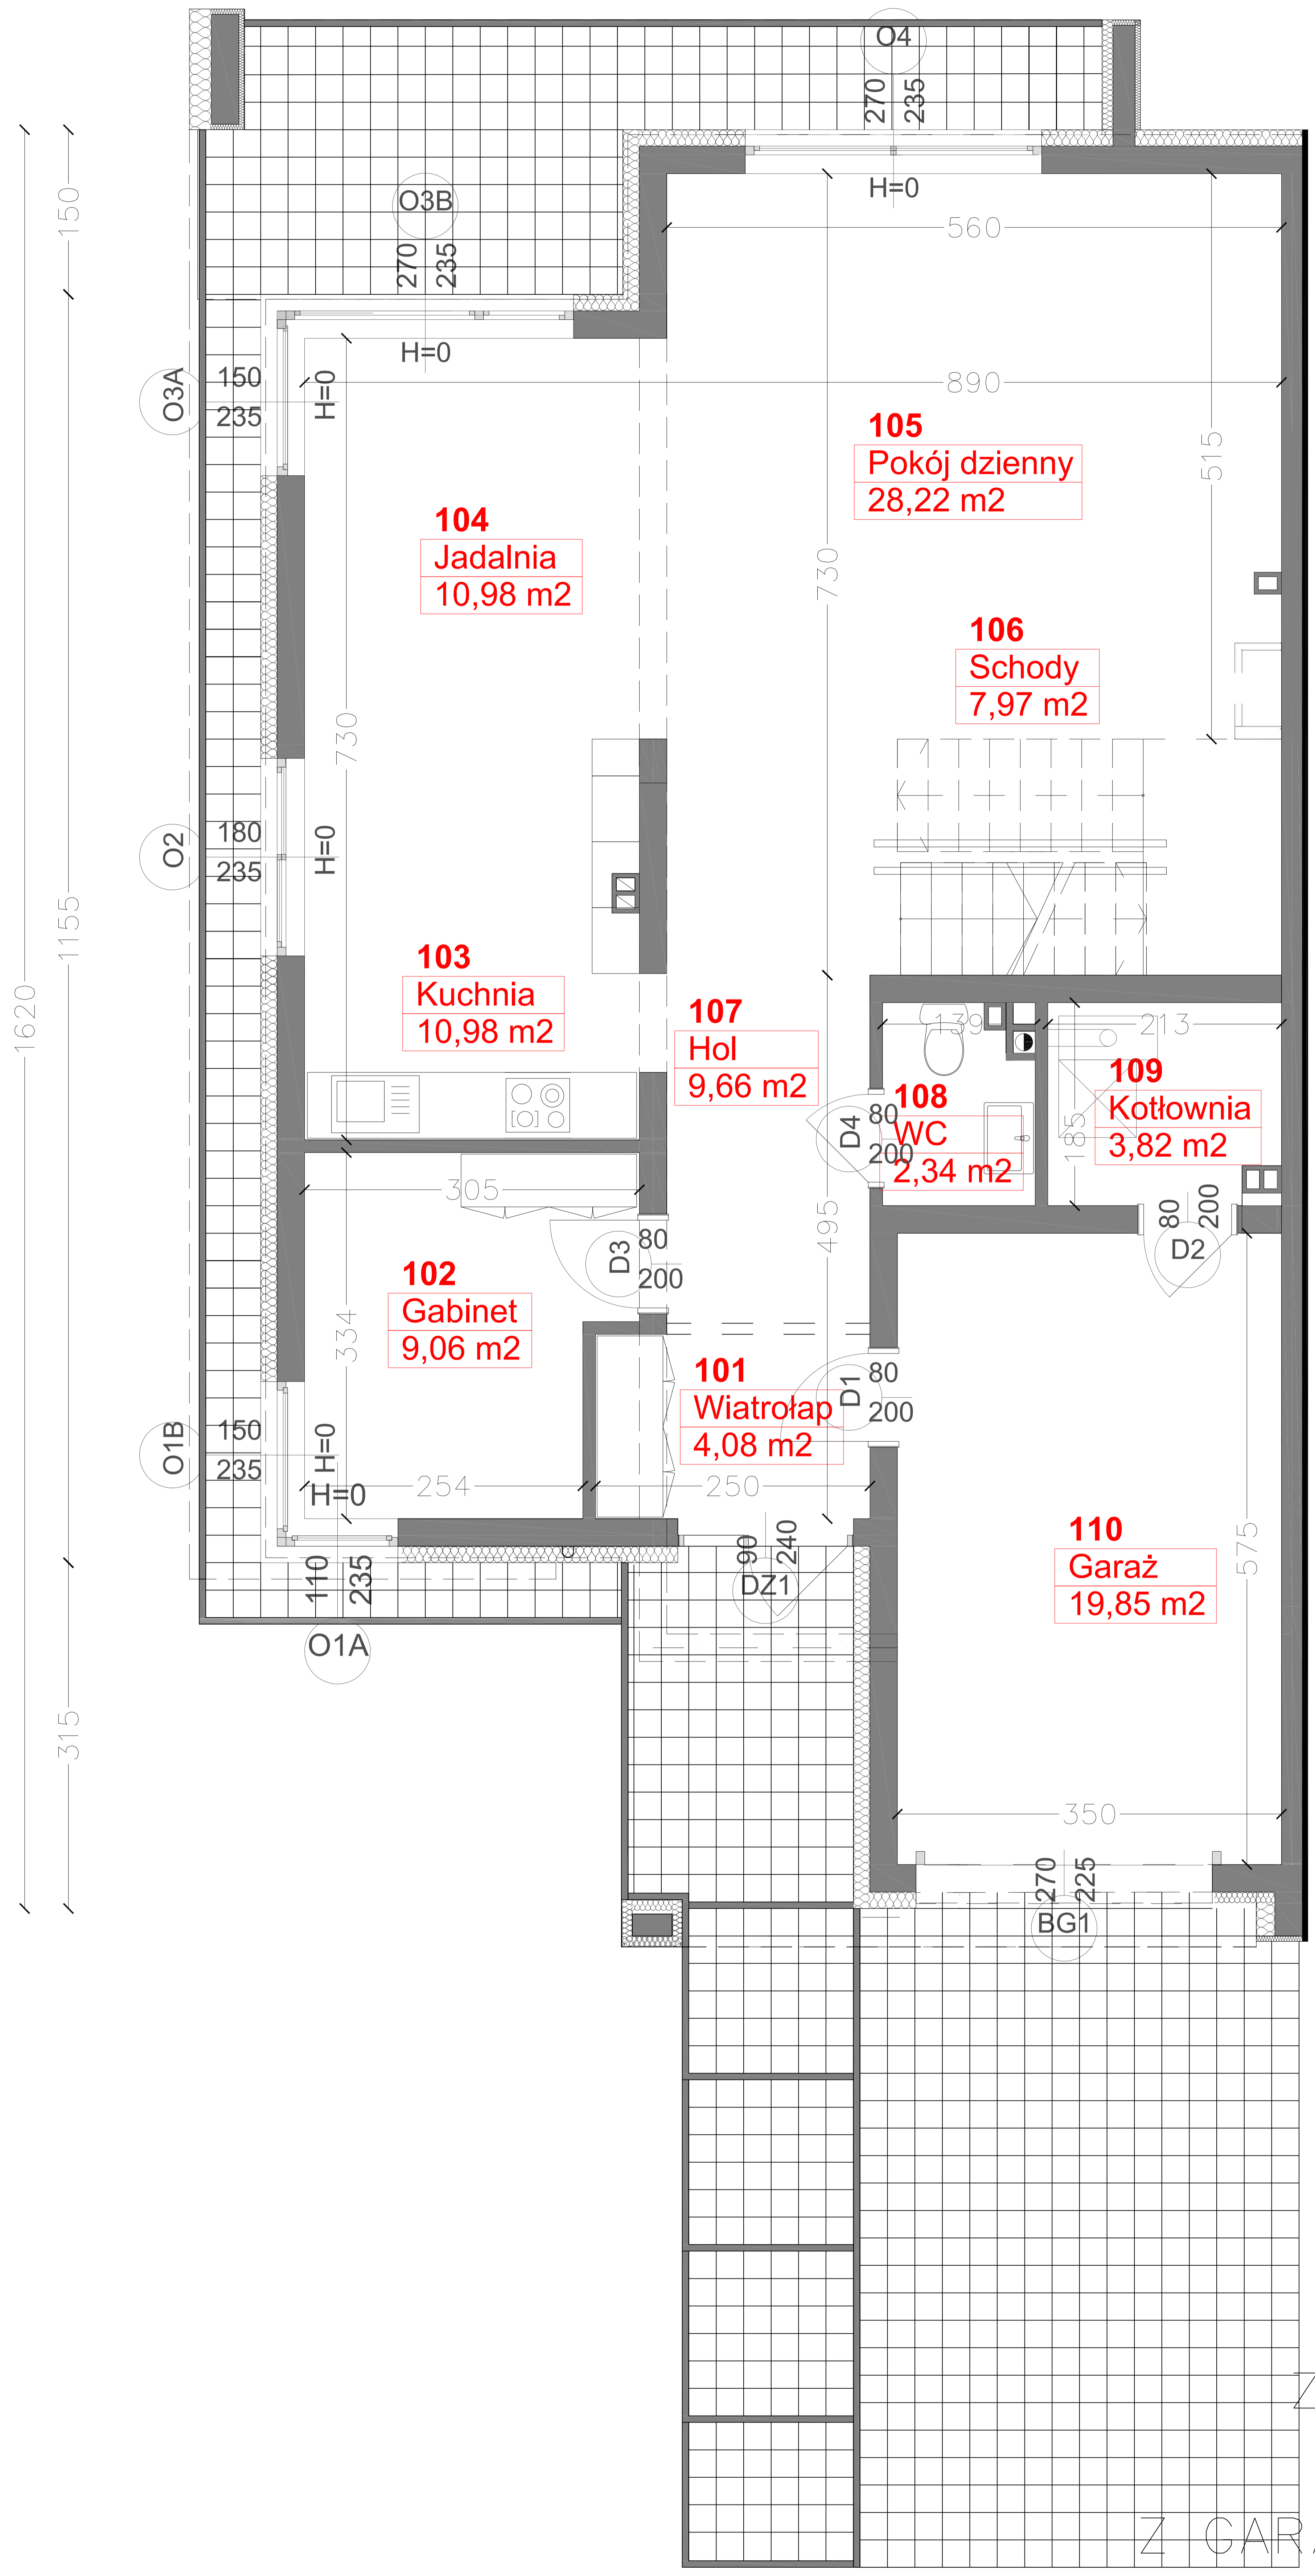 O4
270
235
H=0
150
O3B
270
235
H=0
560
890
O3A
150
235
H=0
105
Pokój dzienny
28,22 m2
515
104
Jadalnia
10,98 m2
730
106
Schody
7,97 m2
730
O2
180
235
H=0
1155
1620
103
Kuchnia
10,98 m2
107
Hol
9,66 m2
139
213
109
Kotłownia
3,82 m2
185
108
WC
2,34 m2
D4
80
200
305
495
D3
80
200
D2
80
200
102
Gabinet
9,06 m2
334
101
Wiatrołap
4,08 m2
D1
80
200
O1B
150
235
H=0
H=0
254
250
110
Garaż
19,85 m2
575
110
235
O1A
90
240
DZ1
315
350
270
225
BG1
Z
Z GAR